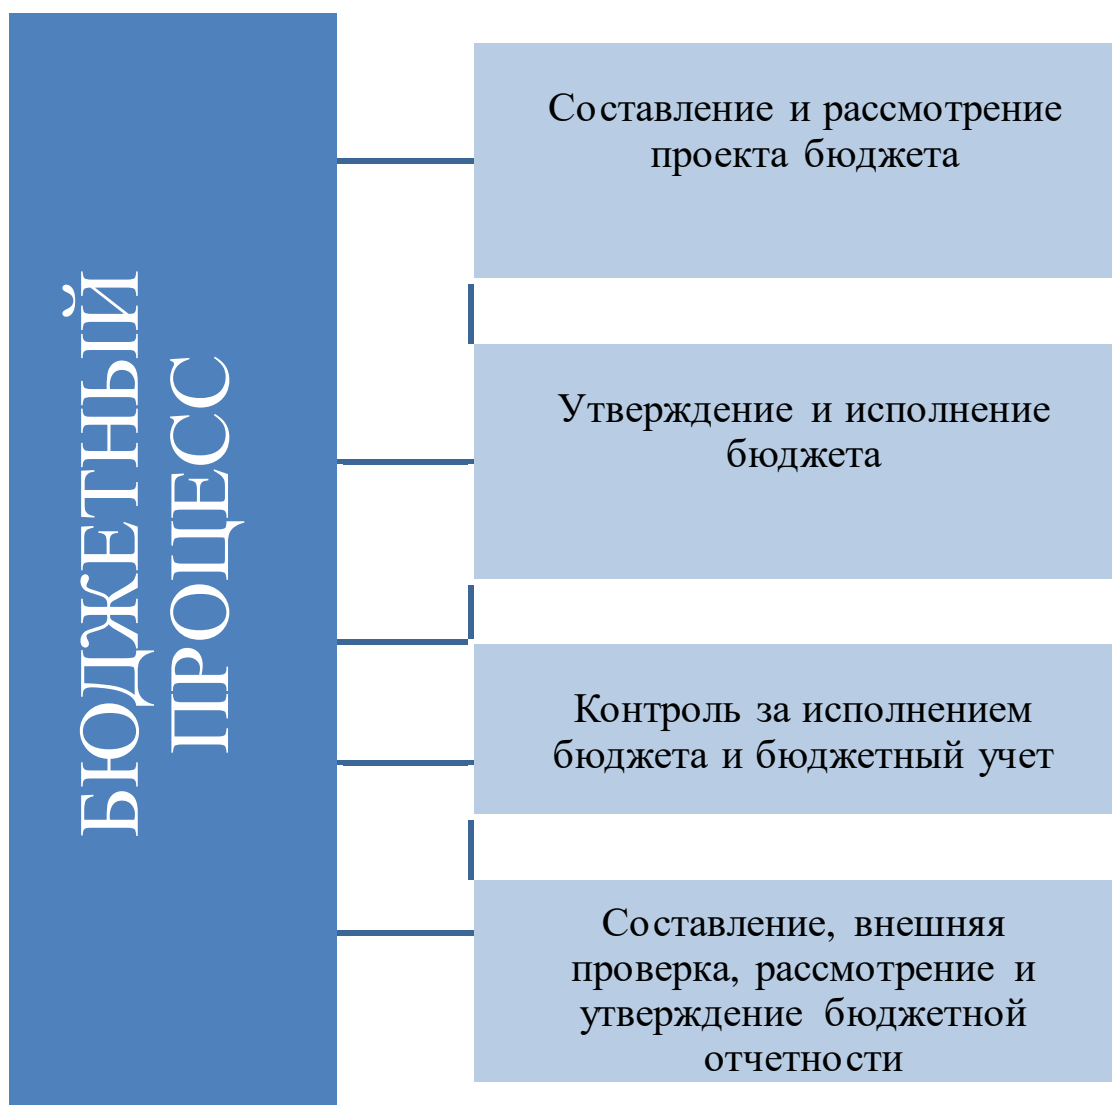 БЮДЖЕТНЫЙ
ПРОЦЕСС
Составление и рассмотрение
проекта бюджета
Утверждение и исполнение
бюджета
Контроль за исполнением
бюджета и бюджетный учет
Составление, внешняя
проверка, рассмотрение и
утверждение бюджетной
отчетности